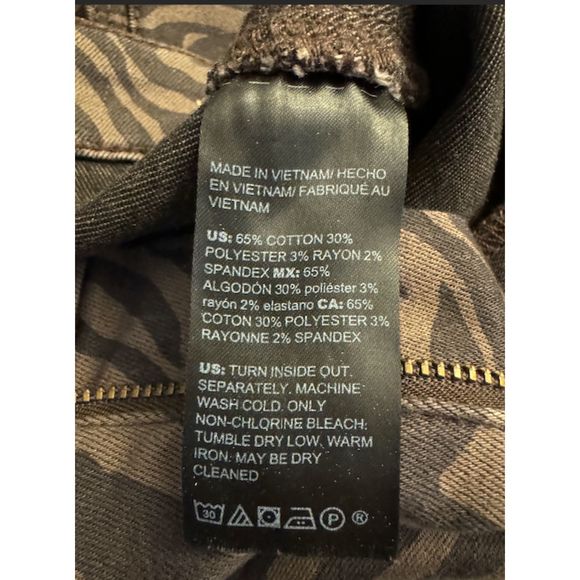 MADE IN VIETNAM/ HECHO
EN VIETNAM/ FABRIQUÉ AU
VIETNAM
US: 65% COTTON 30%
POLYESTER 3% RAYON 2%
SPANDEX MX: 65%
ALGODÓN 30% poliéster 3%
rayón 2% elastano CA: 65%
COTON 30% POLYESTER 3%
RAYONNE 2% SPANDEX
US: TURN INSIDE OUT.
SEPARATELY. MACHINE
WASH COLD. ONLY
NON-CHLORINE BLEACH:
TUMBLE DRY LOW. WARM
IRON: MAY BE DRY
CLEANED
30 P ®